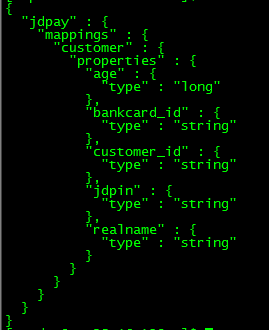 {
  "jdpay" : {
    "mappings" : {
      "customer" : {
        "properties" : {
          "age" : {
            "type" : "long"
          },
          "bankcard_id" : {
            "type" : "string"
          },
          "customer_id" : {
            "type" : "string"
          },
          "jdpin" : {
            "type" : "string"
          },
          "realname" : {
            "type" : "string"
          }
        }
      }
    }
  }
}